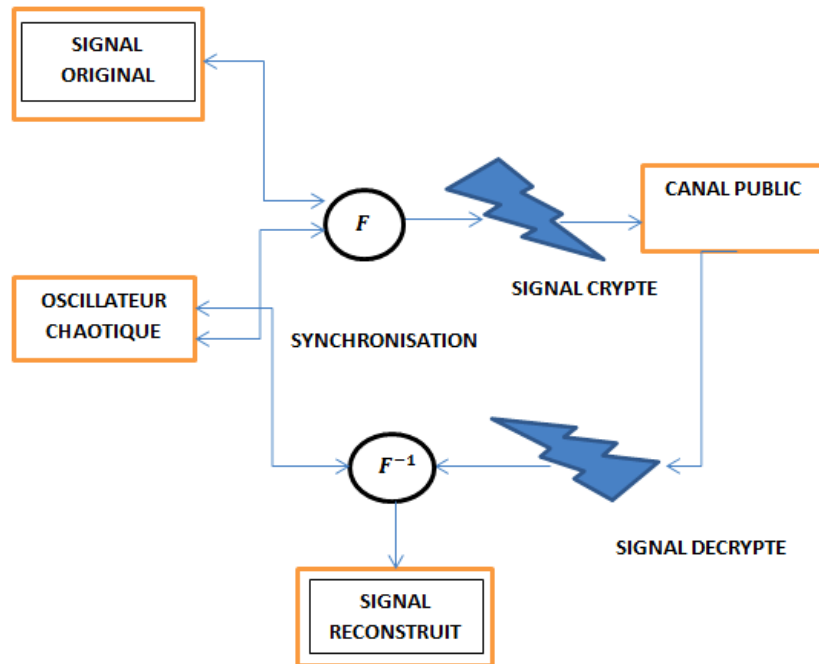 SIGNAL
ORIGINAL
F
CANAL PUBLIC
SIGNAL CRYPTE
OSCILLATEUR
CHAOTIQUE
SYNCHRONISATION
F⁻¹
SIGNAL DECRYPTE
SIGNAL
RECONSTRUIT